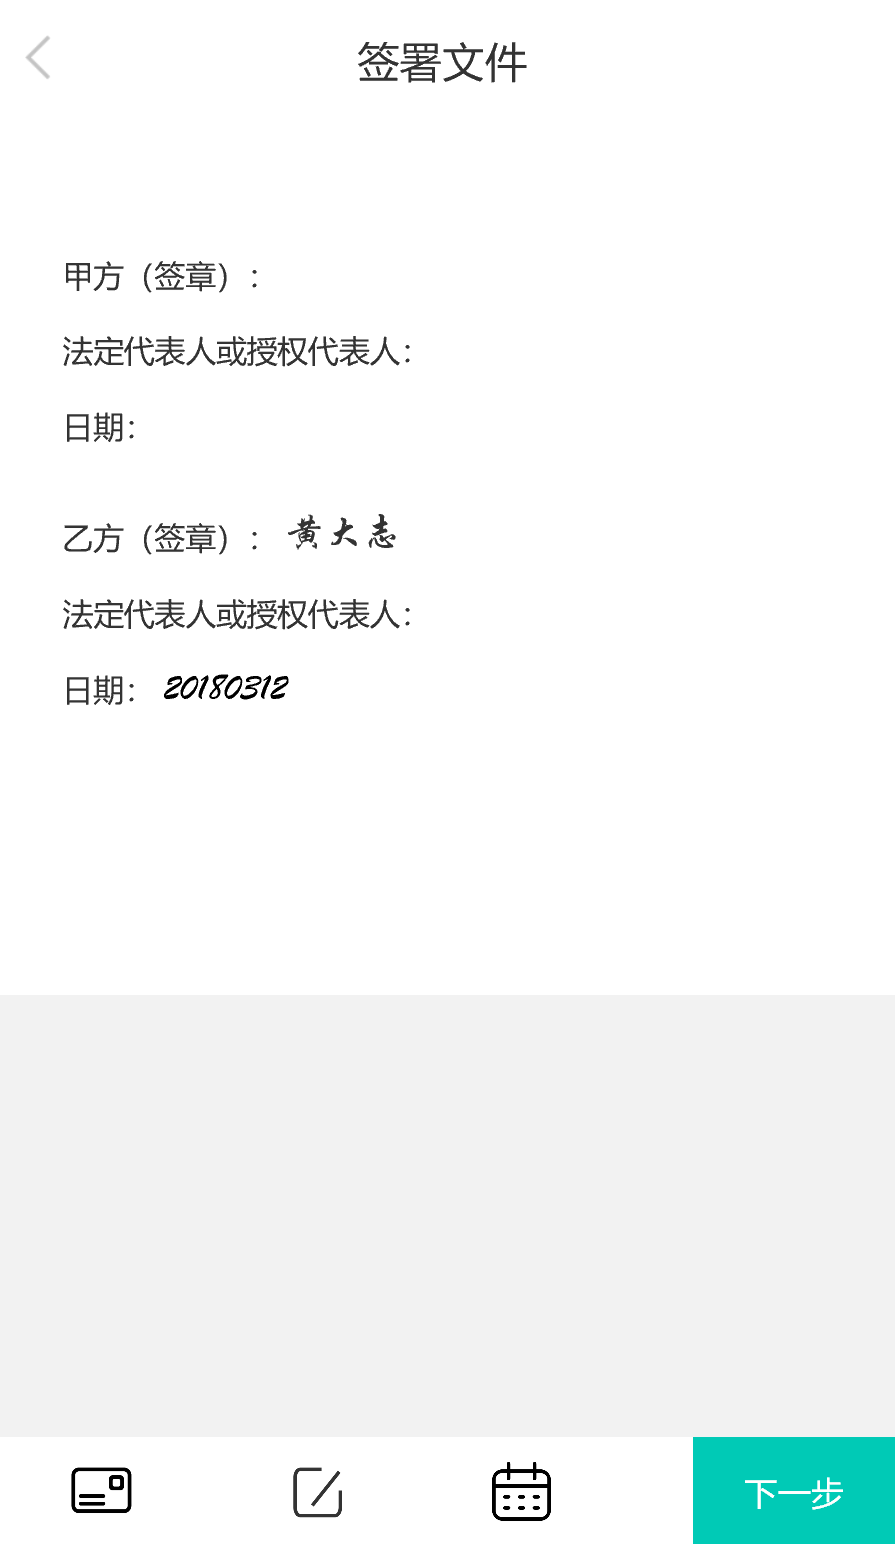 签署文件
甲方（签章）:
法定代表人或授权代表人:
日期:
乙方（签章）: 黄大志
法定代表人或授权代表人:
日期: 20180312
下一步